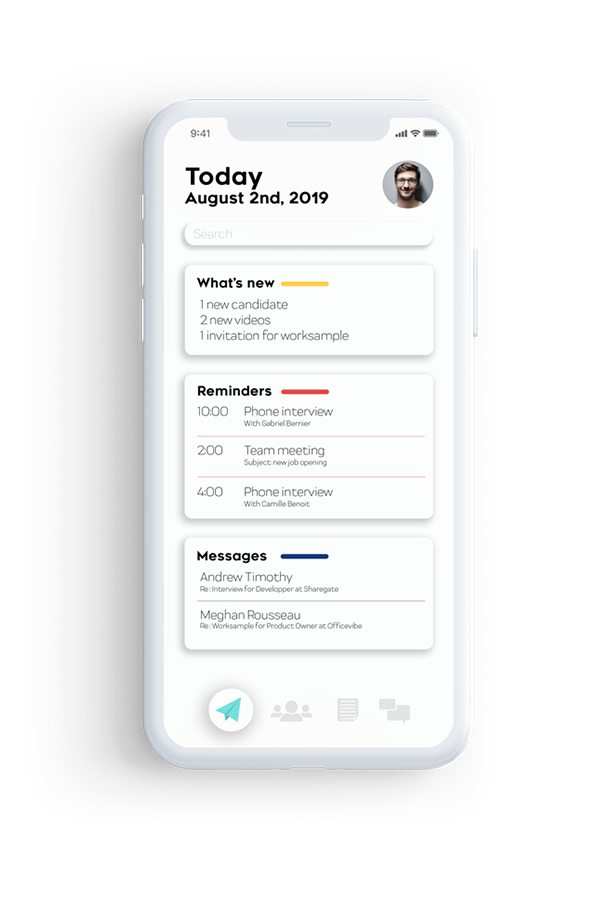 9:41
Today
August 2nd, 2019
Search
What's new
1 new candidate
2 new videos
1 invitation for worksample
Reminders
10:00 Phone interview
With Gabriel Bernier
2:00 Team meeting
Subject: new job opening
4:00 Phone interview
With Camille Benoit
Messages
Andrew Timothy
Re: Interview for Developper at Sharegate
Meghan Rousseau
Re: Worksample for Product Owner at Officevibe